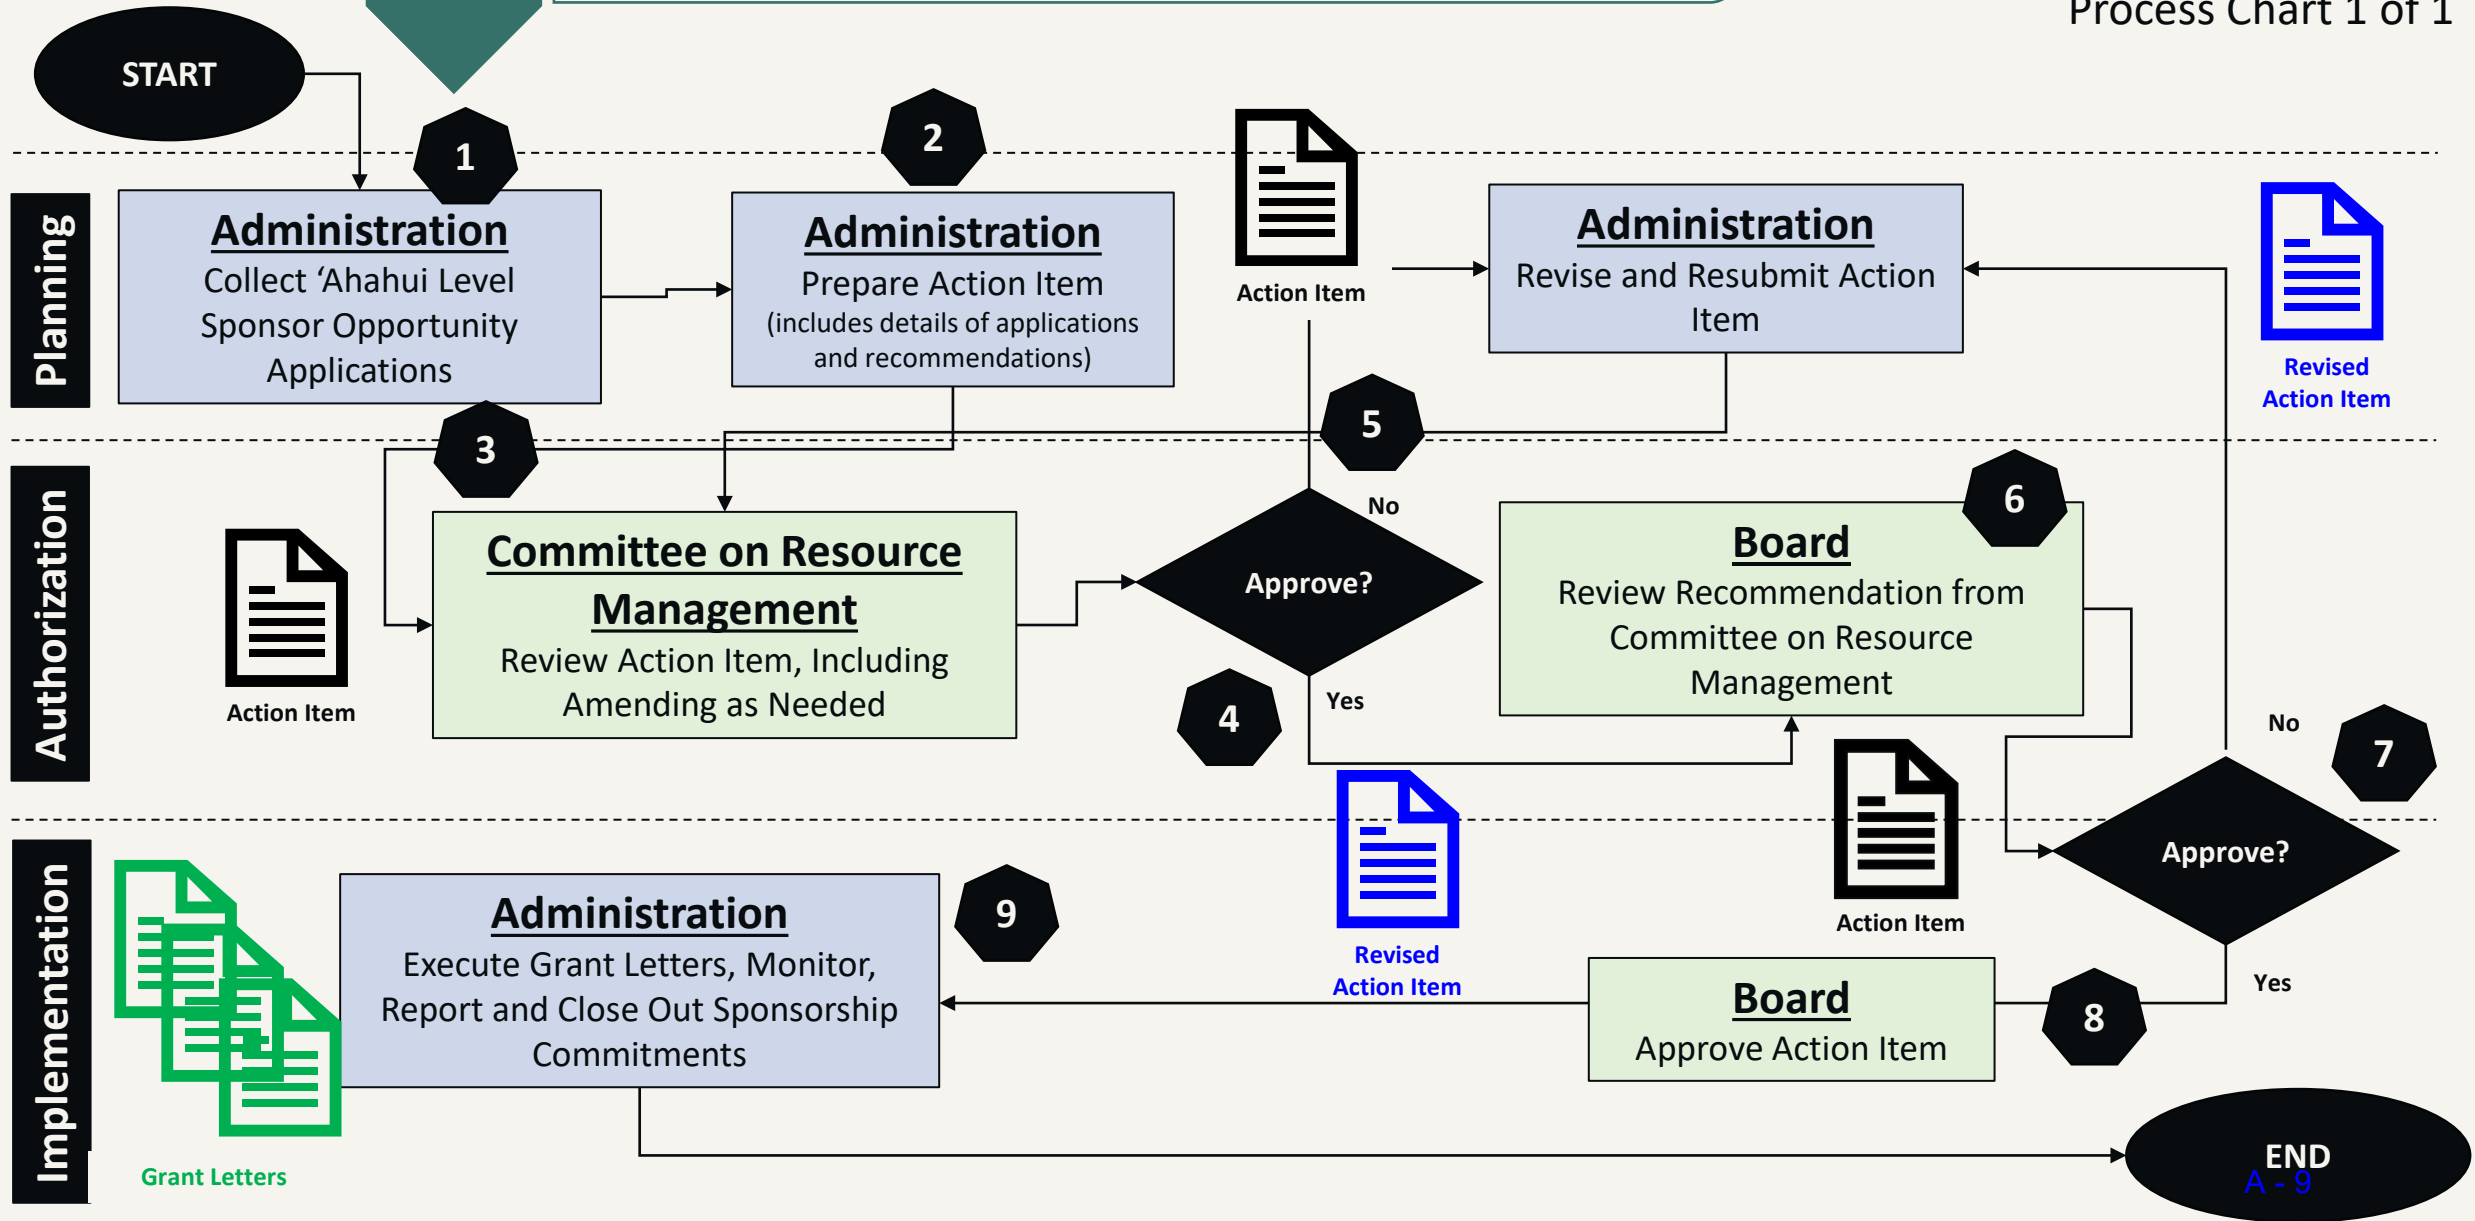 Process Chart 1 of 1
START
1
2
Planning
Administration
Collect ‘Ahahui Level
Sponsor Opportunity
Applications
Administration
Prepare Action Item
(includes details of applications
and recommendations)
Action Item
Administration
Revise and Resubmit Action
Item
Revised
Action Item
3
5
Authorization
Action Item
Committee on Resource
Management
Review Action Item, Including
Amending as Needed
No
Approve?
Yes
4
6
Board
Review Recommendation from
Committee on Resource
Management
No
7
Approve?
Yes
Action Item
Revised
Action Item
Implementation
Grant Letters
Administration
Execute Grant Letters, Monitor,
Report and Close Out Sponsorship
Commitments
9
Board
Approve Action Item
8
END
A - 9